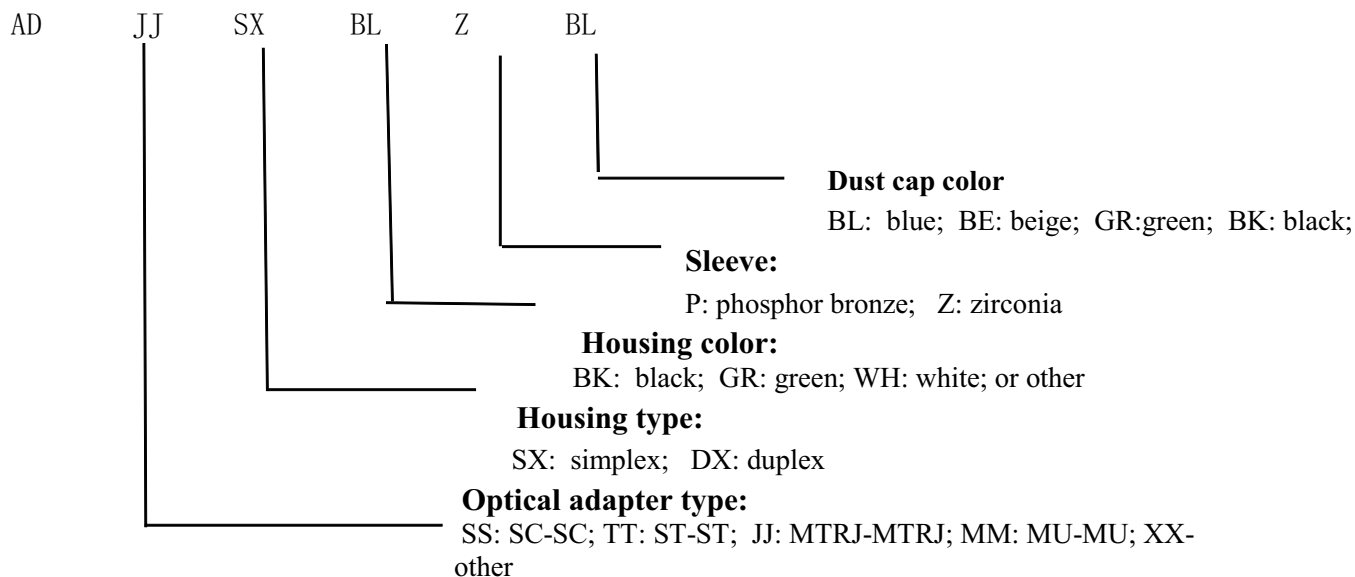 AD JJ SX BL Z BL
Dust cap color
BL: blue; BE: beige; GR:green; BK: black;
Sleeve:
P: phosphor bronze; Z: zirconia
Housing color:
BK: black; GR: green; WH: white; or other
Housing type:
SX: simplex; DX: duplex
Optical adapter type:
SS: SC-SC; TT: ST-ST; JJ: MTRJ-MTRJ; MM: MU-MU; XX-
other